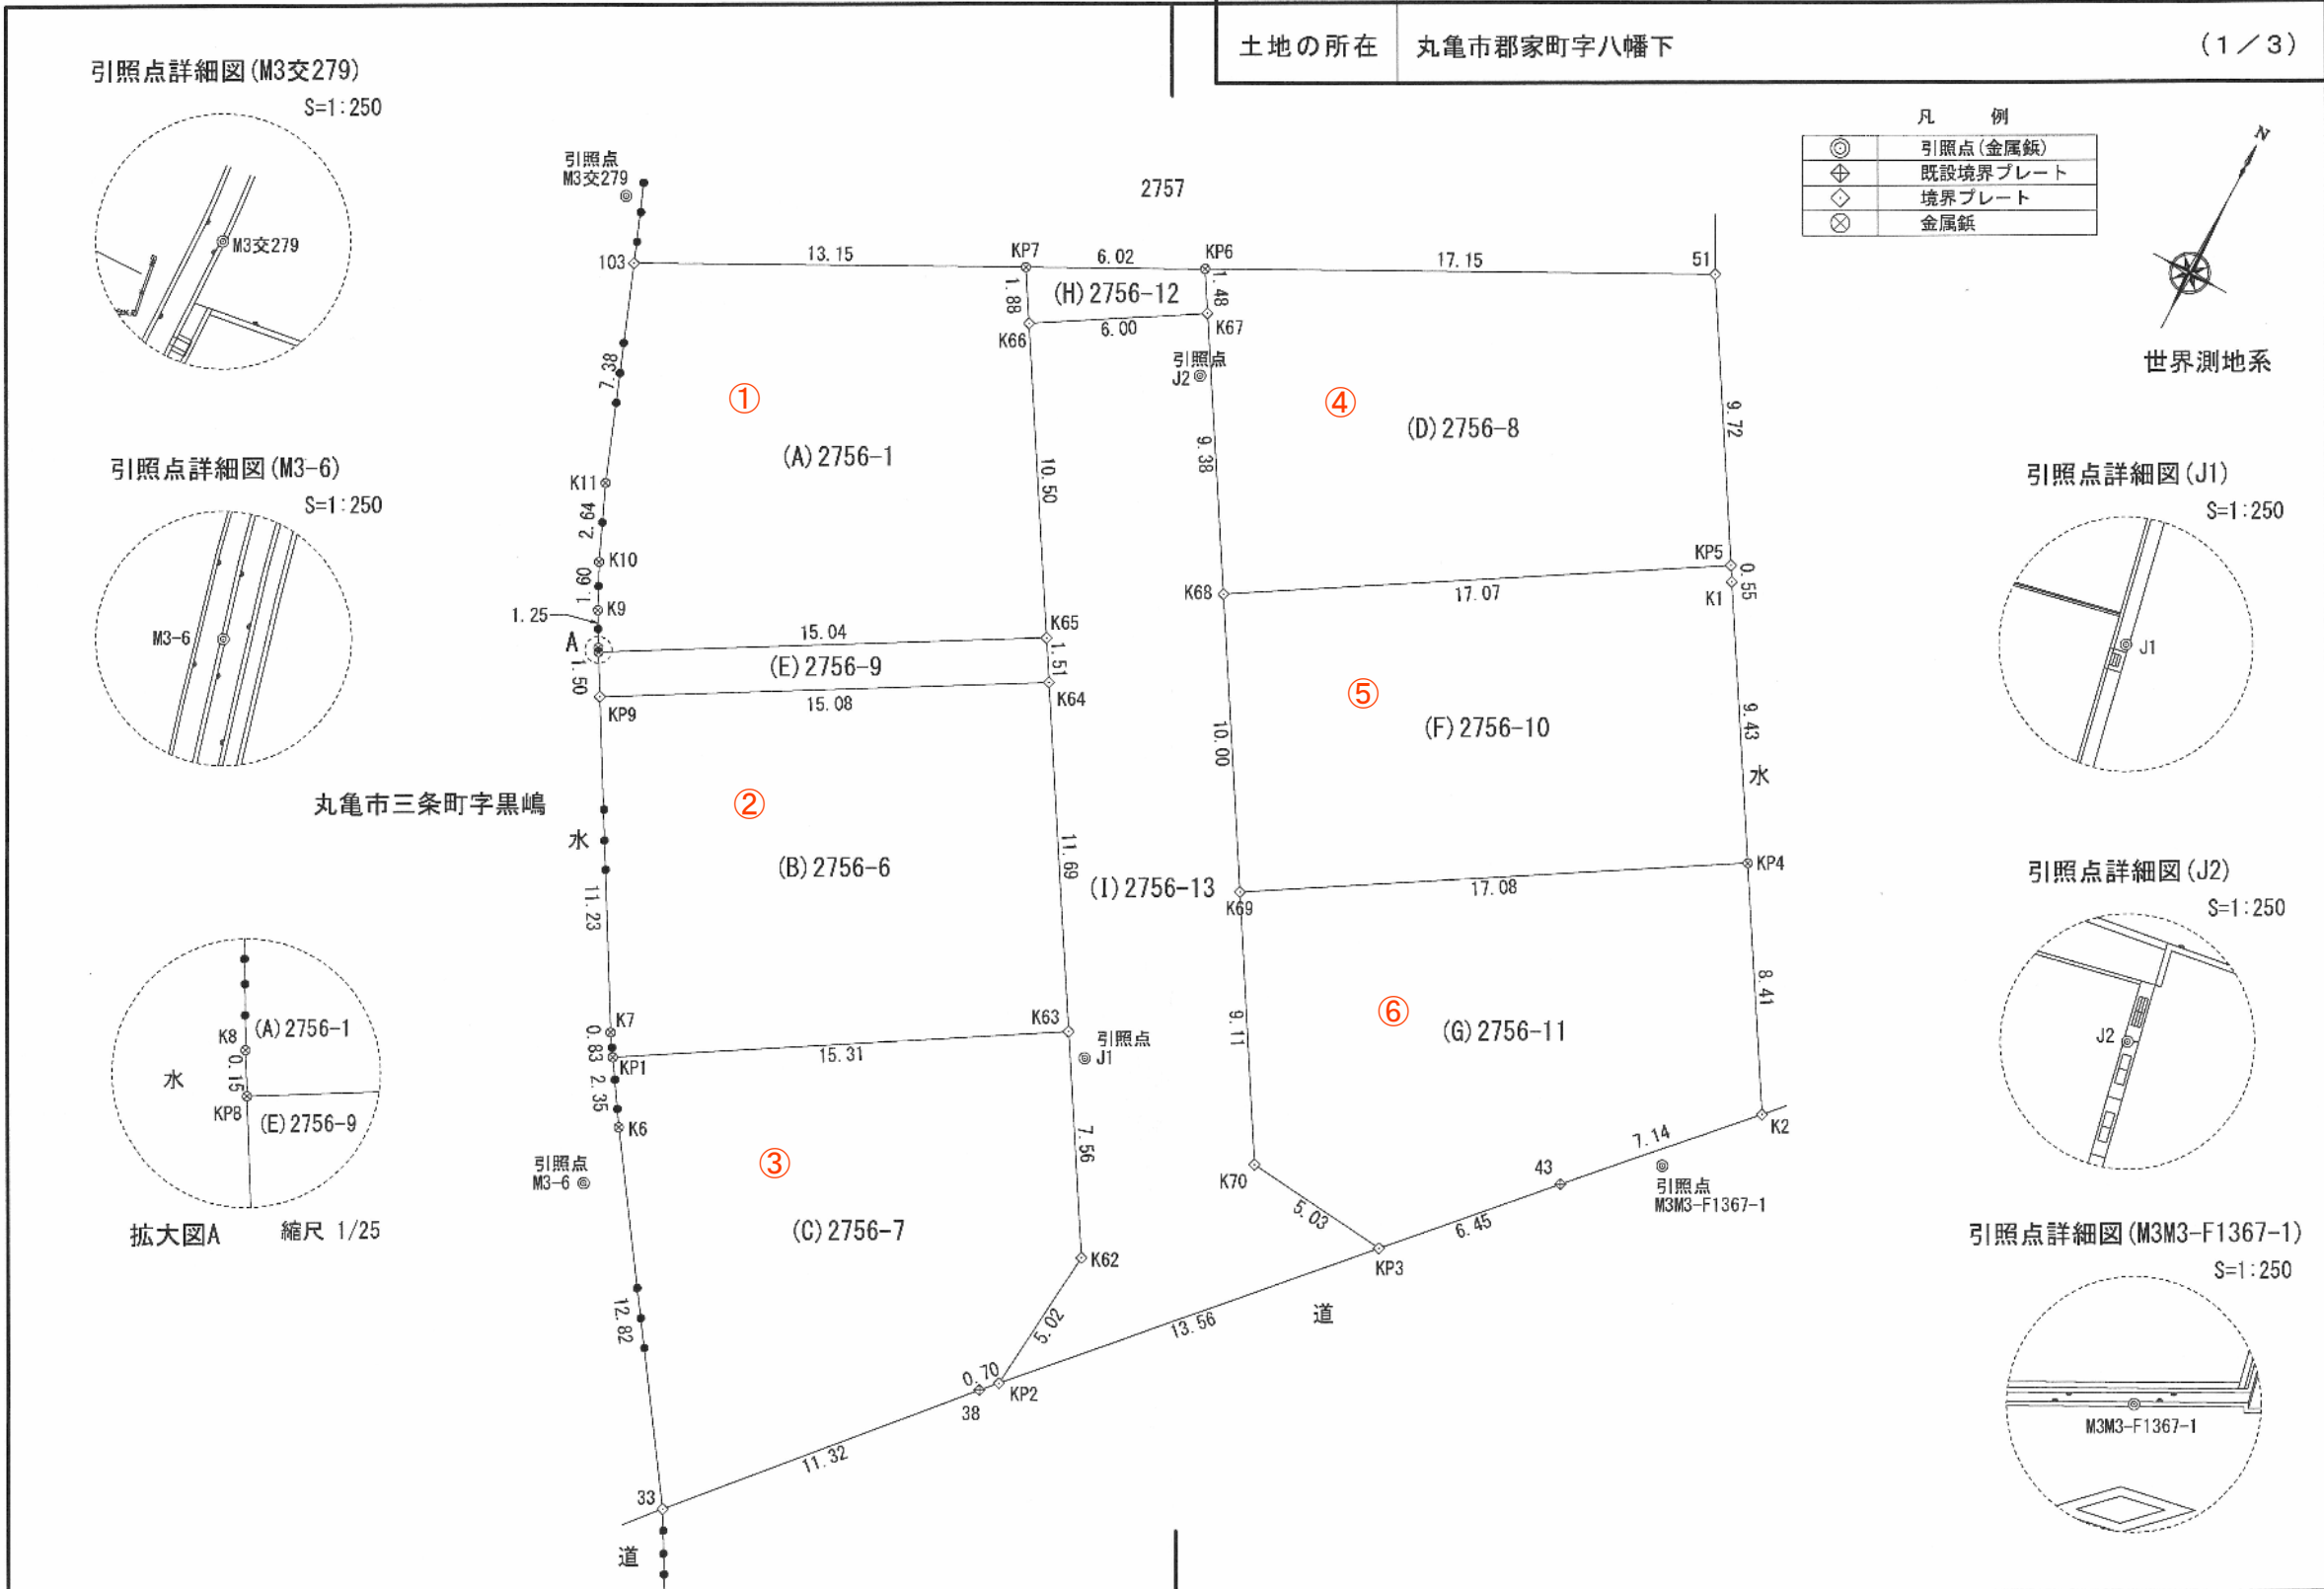 土地の所在 丸亀市郡家町字八幡下 (1/3)
引照点詳細図(M3交279)
S=1:250
M3交279
引照点詳細図(M3-6)
S=1:250
M3-6
丸亀市三条町字黒嶋
K8
(A)2756-1
0.15
水
KP8
(E)2756-9
拡大図A 縮尺 1/25
引照点
M3交279
2757
103
13.15
KP7
6.02
KP6
17.15
51
1.88
(H)2756-12
1.48
K66
6.00
K67
引照点
J2
7.38
①
(A)2756-1
10.50
9.38
④
(D)2756-8
9.72
K11
2.64
K10
1.60
K9
1.25
A
15.04
K65
K68
17.07
KP5
0.55
K1
1.50
(E)2756-9
1.51
KP9
15.08
K64
②
(B)2756-6
水
11.23
11.69
(I)2756-13
10.00
⑤
(F)2756-10
9.43
水
K69
17.08
KP4
K7
0.83
KP1
15.31
K63
引照点
J1
2.35
K6
引照点
M3-6
③
(C)2756-7
7.56
9.11
⑥
(G)2756-11
8.41
K2
K70
5.03
43
7.14
引照点
M3M3-F1367-1
6.45
KP3
K62
12.82
5.02
13.56
道
0.70
KP2
38
11.32
33
道
凡 例
引照点(金属鋲)
既設境界プレート
境界プレート
金属鋲
N
世界測地系
引照点詳細図(J1)
S=1:250
J1
引照点詳細図(J2)
S=1:250
J2
引照点詳細図(M3M3-F1367-1)
S=1:250
M3M3-F1367-1